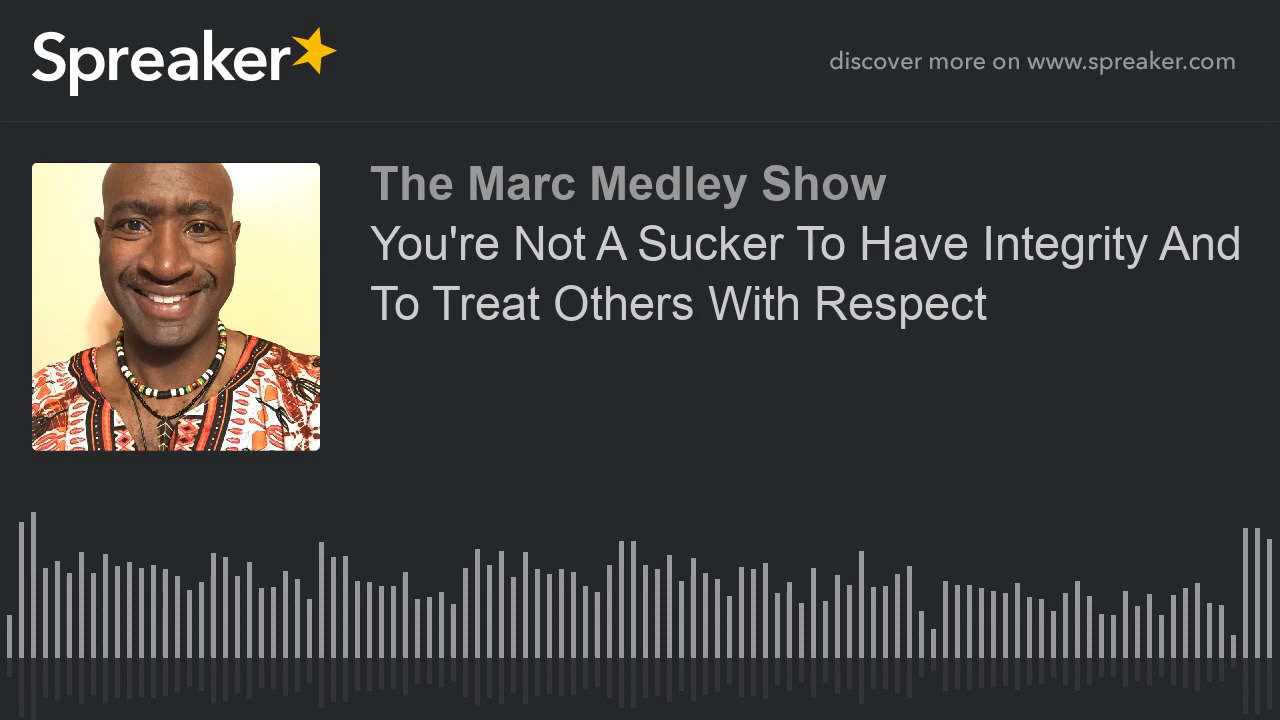 Spreaker
discover more on www.spreaker.com
The Marc Medley Show
You're Not A Sucker To Have Integrity And
To Treat Others With Respect